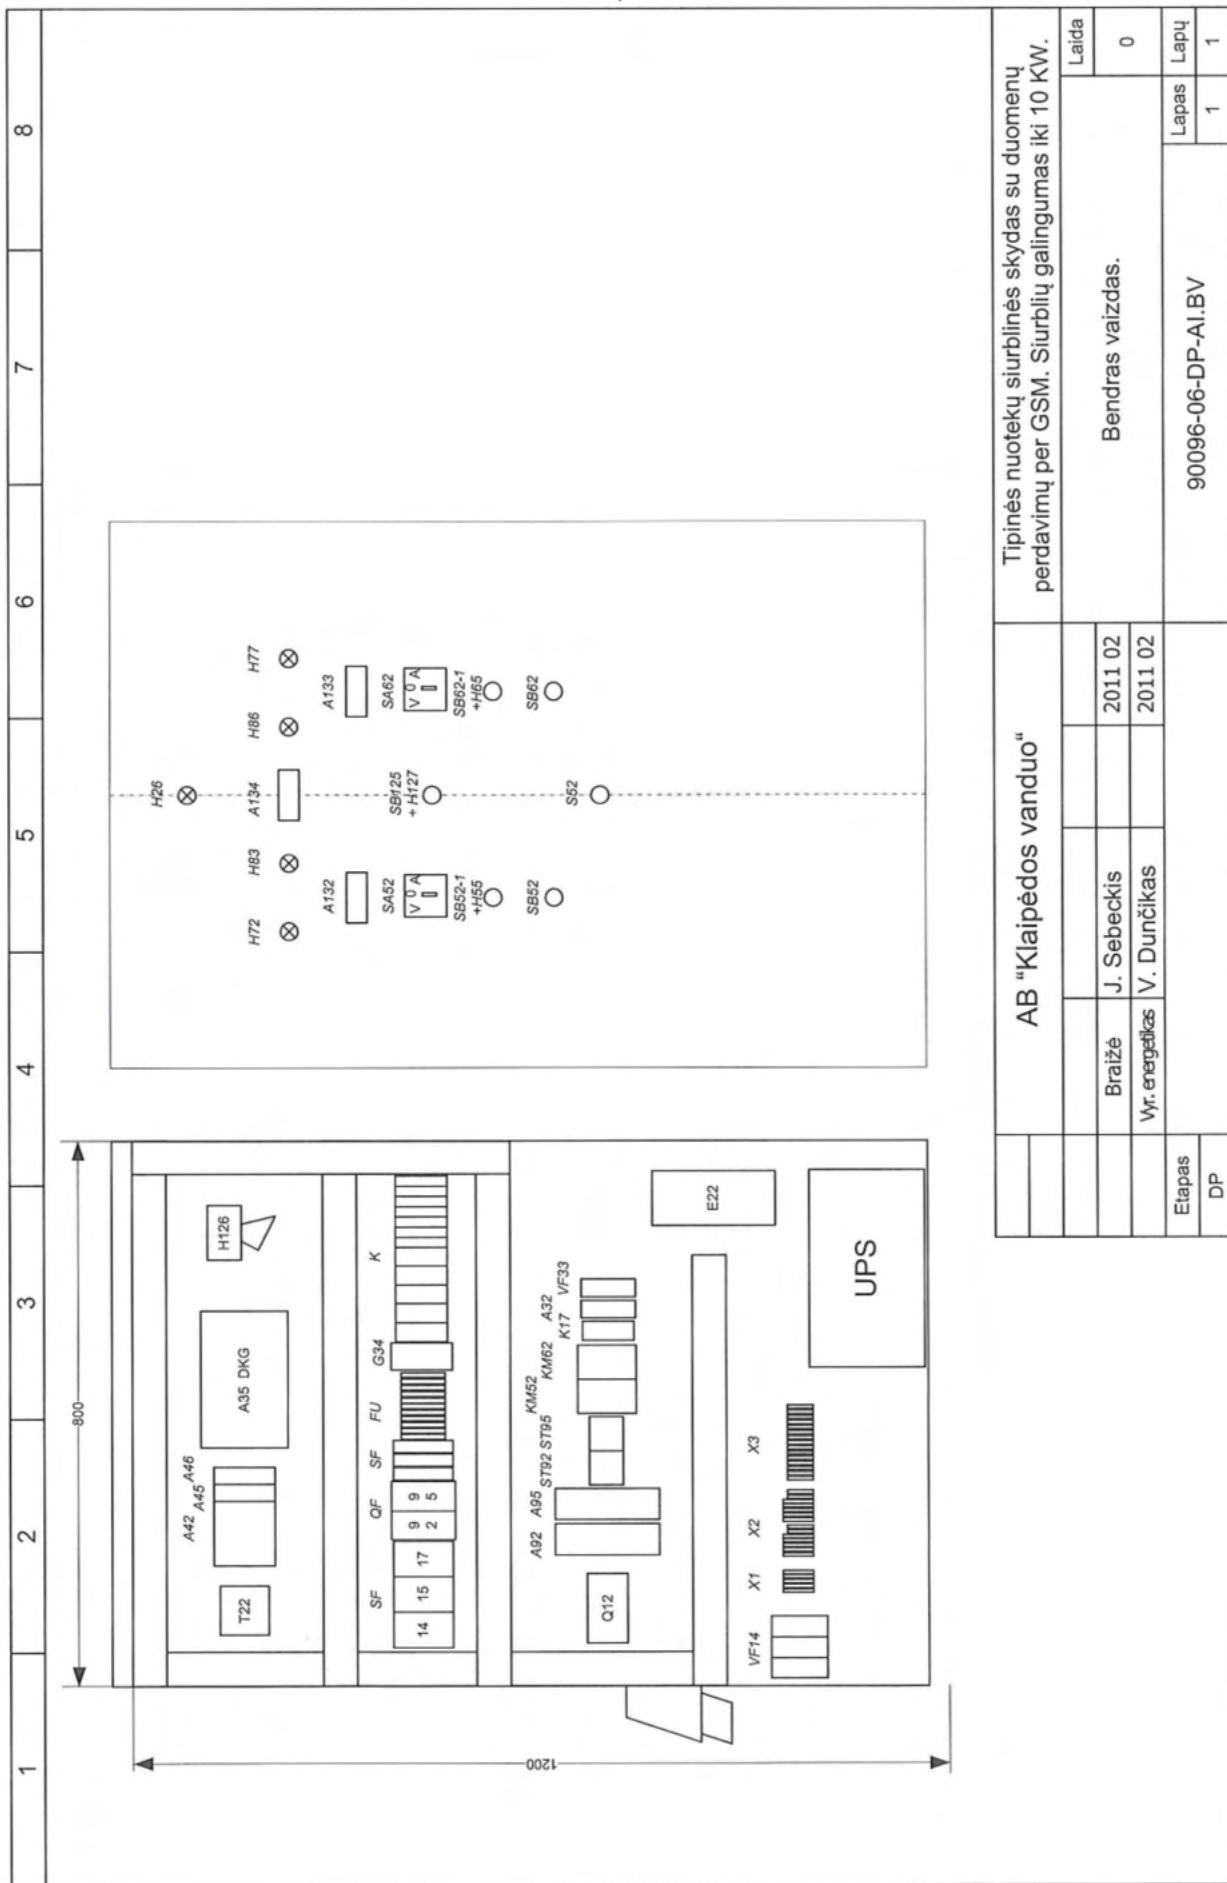 1 2 3 4 5 6 7 8
800
1200
T22
A42
A45
A46
A35 DKG
H126
SF
QF
SF
FU
G34
K
14
15
17
9 2
9 5
A92
A95
ST92 ST95
KM52
KM62
K17
A32
VF33
Q12
E22
VF14
X1
X2
X3
UPS
H26
H72
H83
A134
H86
H77
A132
A133
SA52
V 0 A
SB125
+ H127
SA62
V 0 A
SB52-1
+H55
SB62-1
+H65
SB52
SB62
S52
AB “Klaipėdos vanduo“
Tipinės nuotekų siurblinės skydas su duomenų
perdavimų per GSM. Siurblių galingumas iki 10 KW.
Braižė J. Sebeckis 2011 02
Vyr. energetikas V. Dunčikas 2011 02
Bendras vaizdas.
Laida
0
Etapas
DP
90096-06-DP-AI.BV
Lapas Lapų
1 1